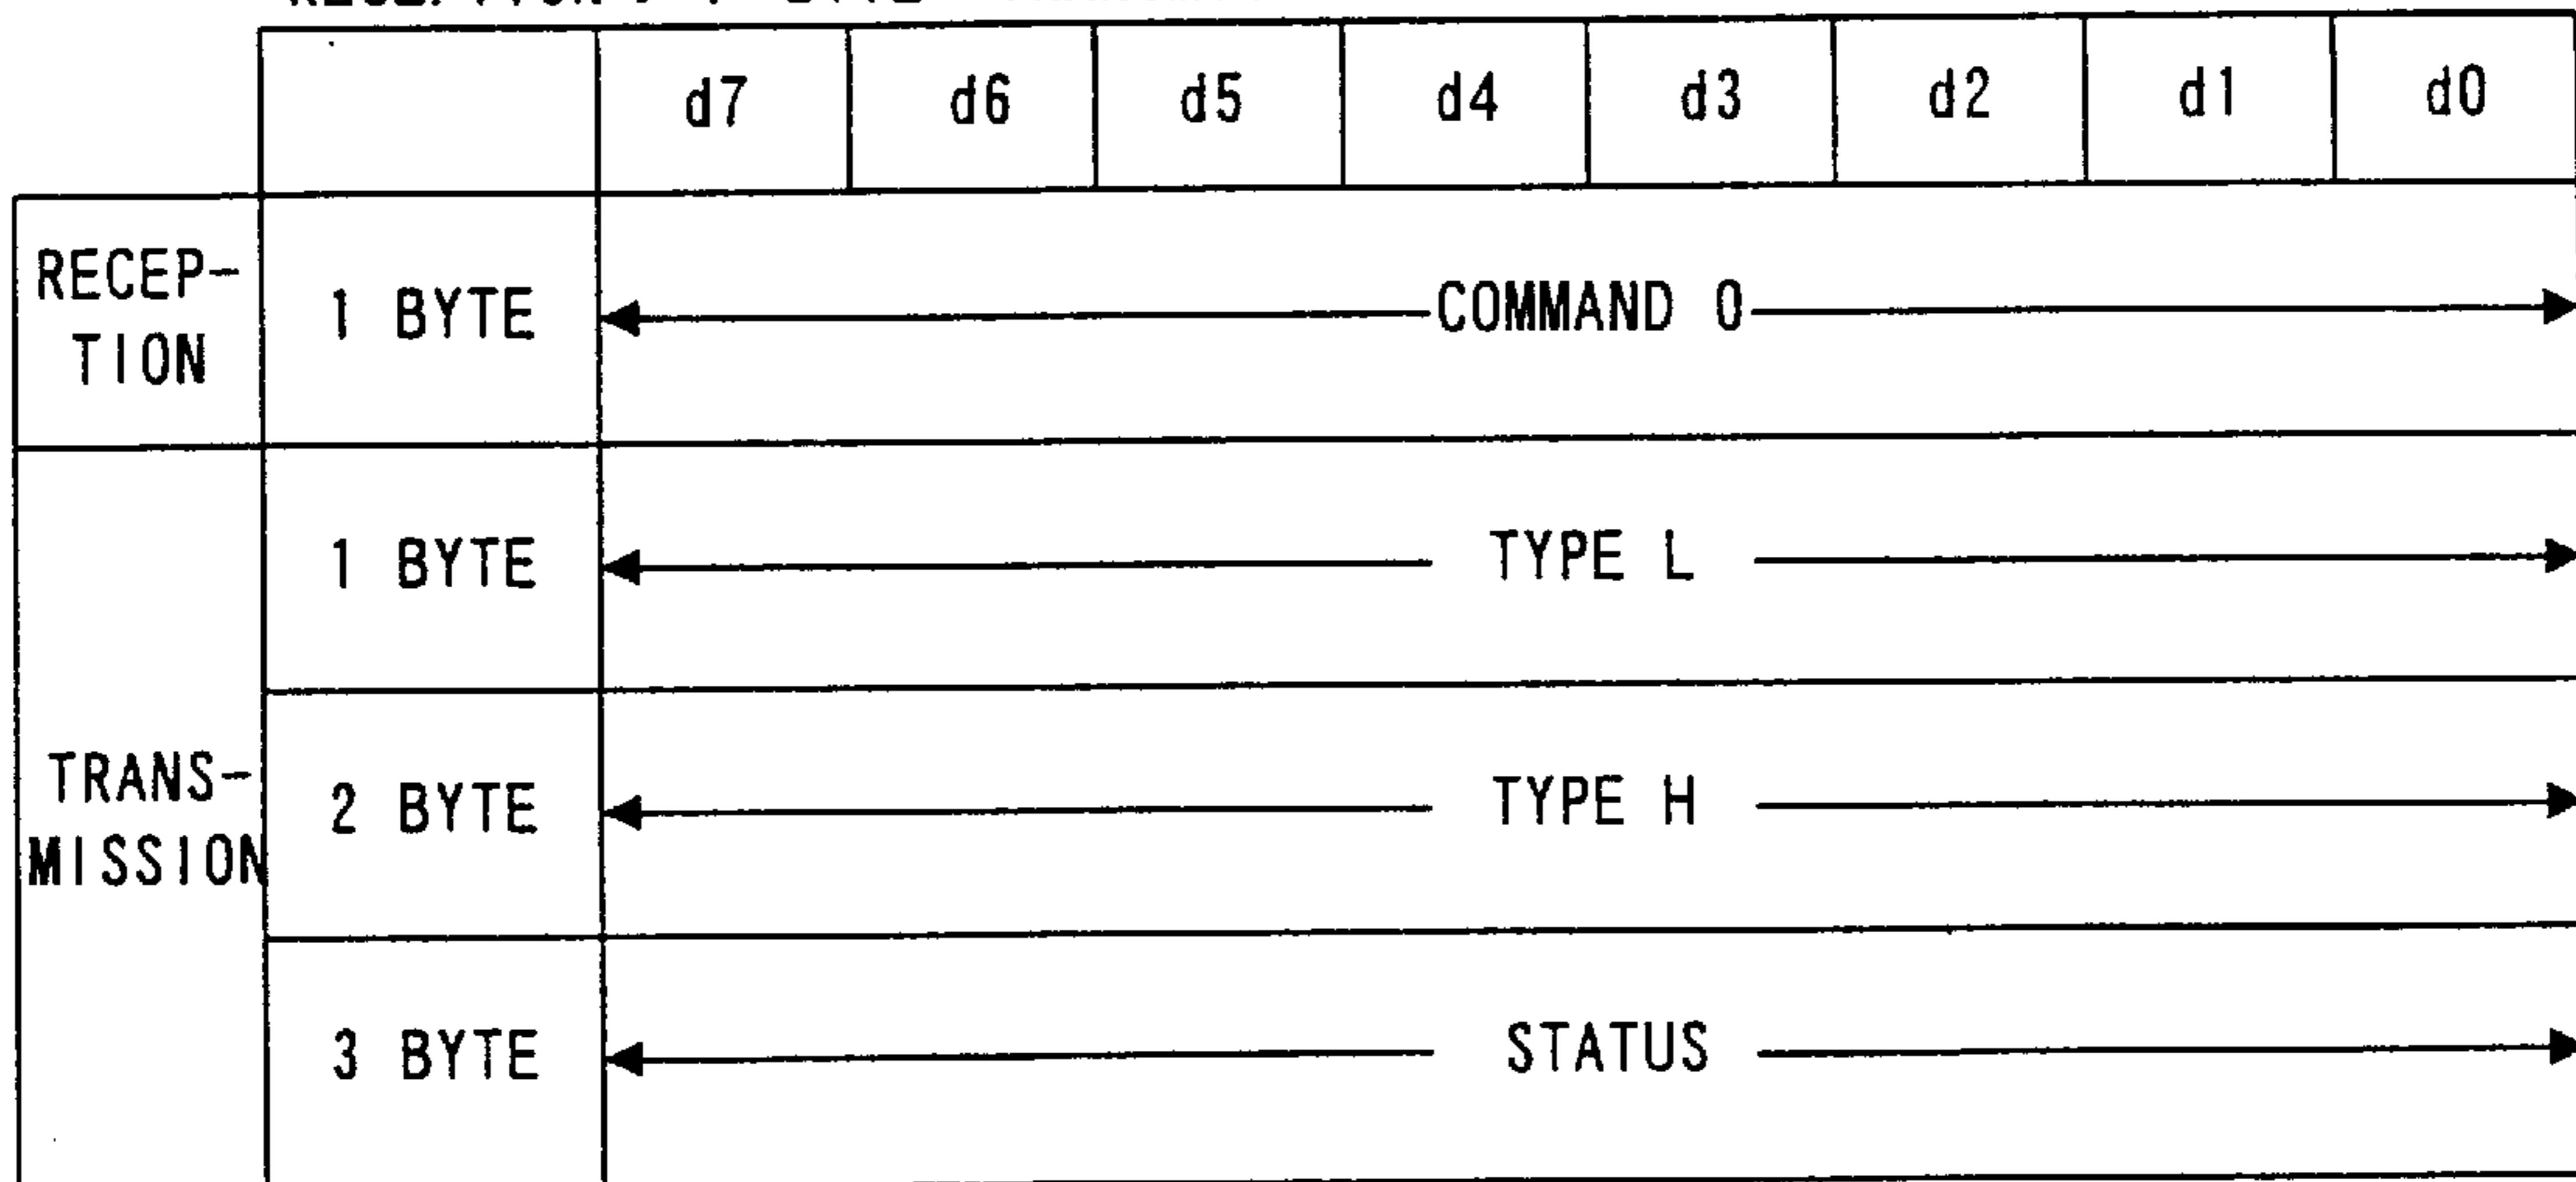 d7 d6 d5 d4 d3 d2 d1 d0
RECEP-
TION
1 BYTE COMMAND 0
TRANS-
MISSION
1 BYTE TYPE L
2 BYTE TYPE H
3 BYTE STATUS